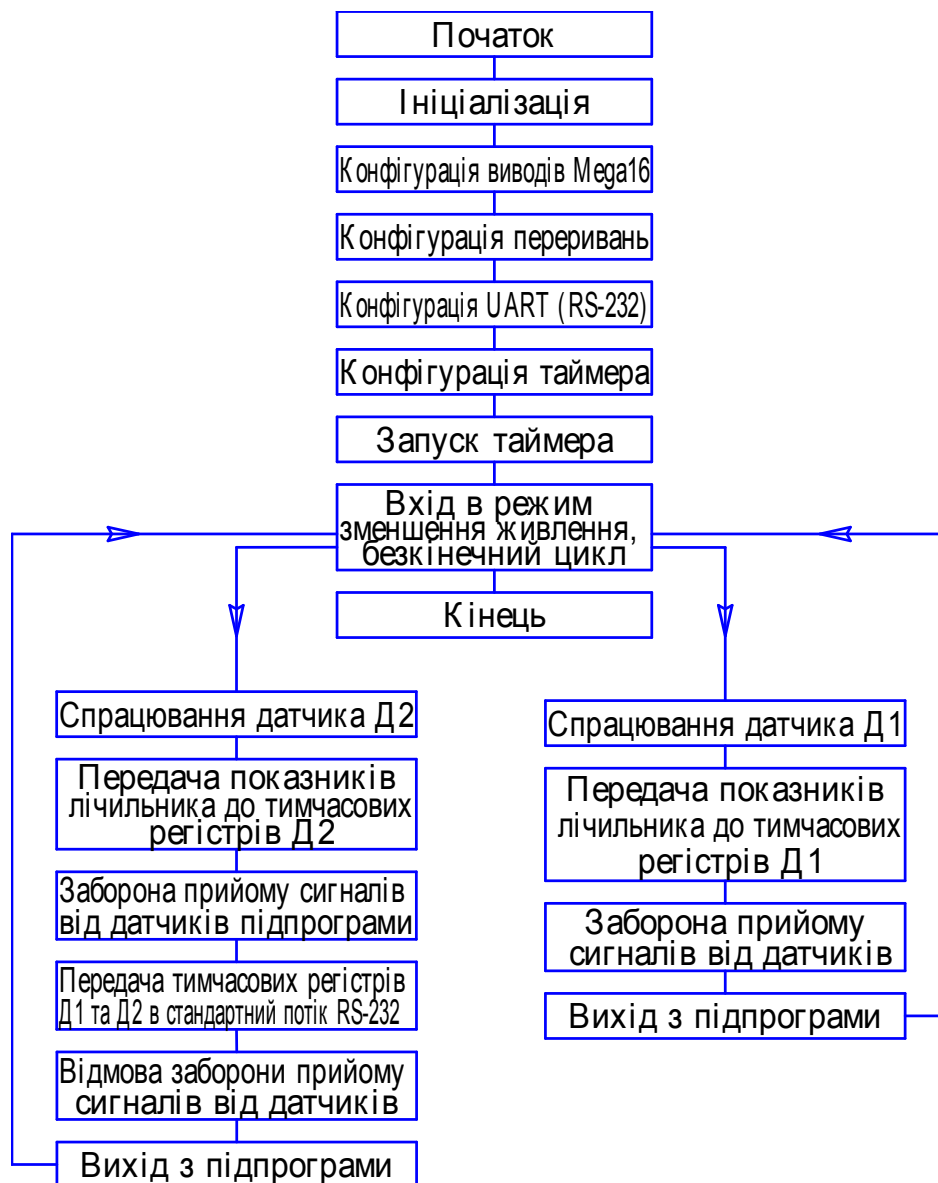 Початок
Ініціалізація
Конфігурація виводів Mega16
Конфігурація переривань
Конфігурація UART (RS-232)
Конфігурація таймера
Запуск таймера
Вхід в режим
зменшення живлення,
безкінечний цикл
Кінець
Спрацювання датчика Д2
Передача показників
лічильника до тимчасових
регістрів Д2
Заборона прийому сигналів
від датчиків підпрограми
Передача тимчасових регістрів
Д1 та Д2 в стандартний потік RS-232
Відмова заборони прийому
сигналів від датчиків
Вихід з підпрограми
Спрацювання датчика Д1
Передача показників
лічильника до тимчасових
регістрів Д1
Заборона прийому
сигналів від датчиків
Вихід з підпрограми